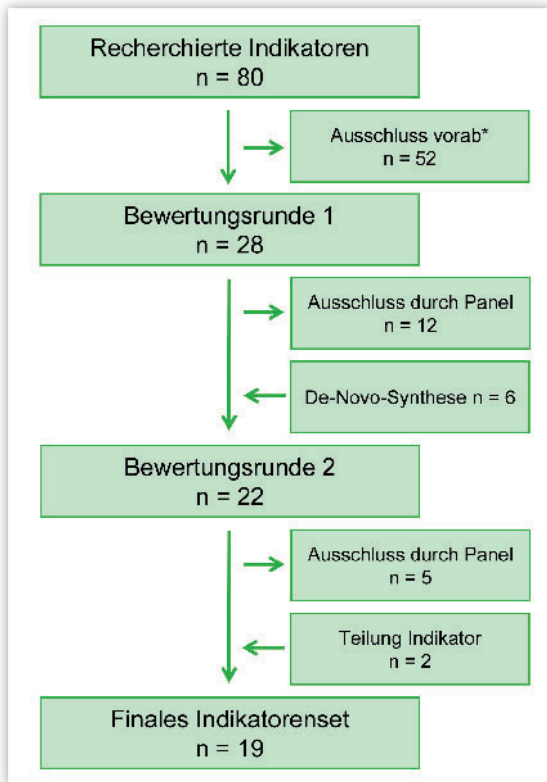 Recherchierte Indikatoren
n = 80
Ausschluss vorab*
n = 52
Bewertungsrunde 1
n = 28
Ausschluss durch Panel
n = 12
De-Novo-Synthese n = 6
Bewertungsrunde 2
n = 22
Ausschluss durch Panel
n = 5
Teilung Indikator
n = 2
Finales Indikatorenset
n = 19